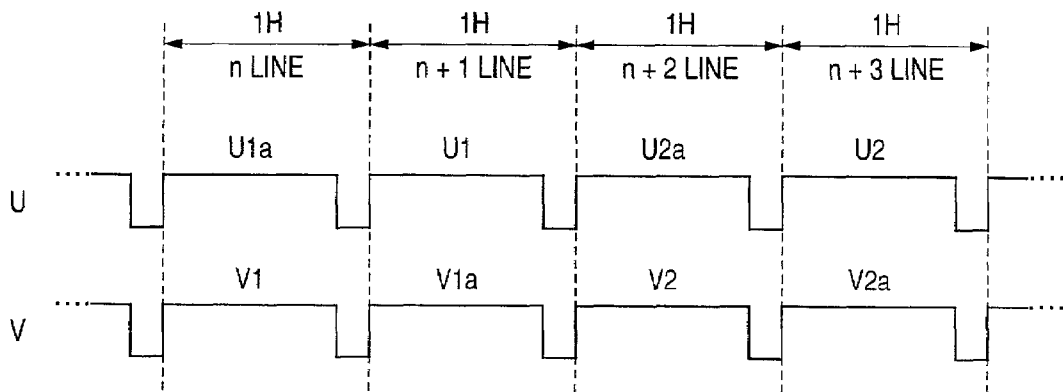 1H 1H 1H 1H
n LINE n + 1 LINE n + 2 LINE n + 3 LINE
U1a U1 U2a U2
U
V1 V1a V2 V2a
V